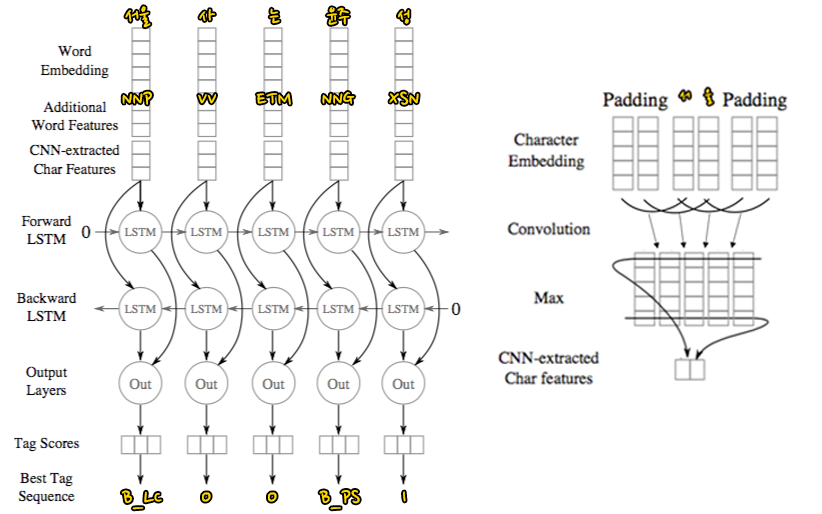 서울 사 는 윤주 성
Word
Embedding
NNP VV ETM NNG XSN
Additional
Word Features
CNN-extracted
Char Features
Forward
LSTM
0 LSTM LSTM LSTM LSTM LSTM
Backward
LSTM
LSTM LSTM LSTM LSTM LSTM 0
Output
Layers
Out Out Out Out Out
Tag Scores
Best Tag
Sequence
B_LC O O B_PS I
Padding 서 울 Padding
Character
Embedding
Convolution
Max
CNN-extracted
Char features